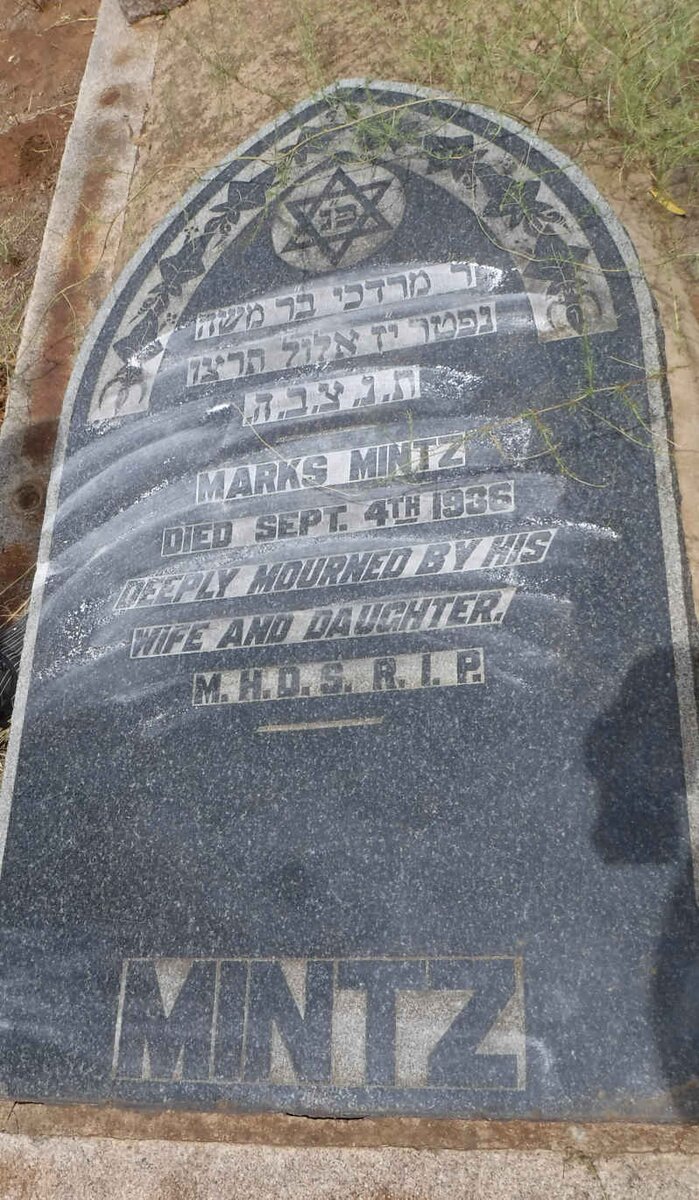 פנ
ר מרדכי בר משה
נפטר יז אלול תרצו
ת.נ.צ.ב.ה.
MARKS MINTZ
DIED SEPT. 4TH 1936
DEEPLY MOURNED BY HIS
WIFE AND DAUGHTER.
M.H.D.S. R.I.P.
MINTZ